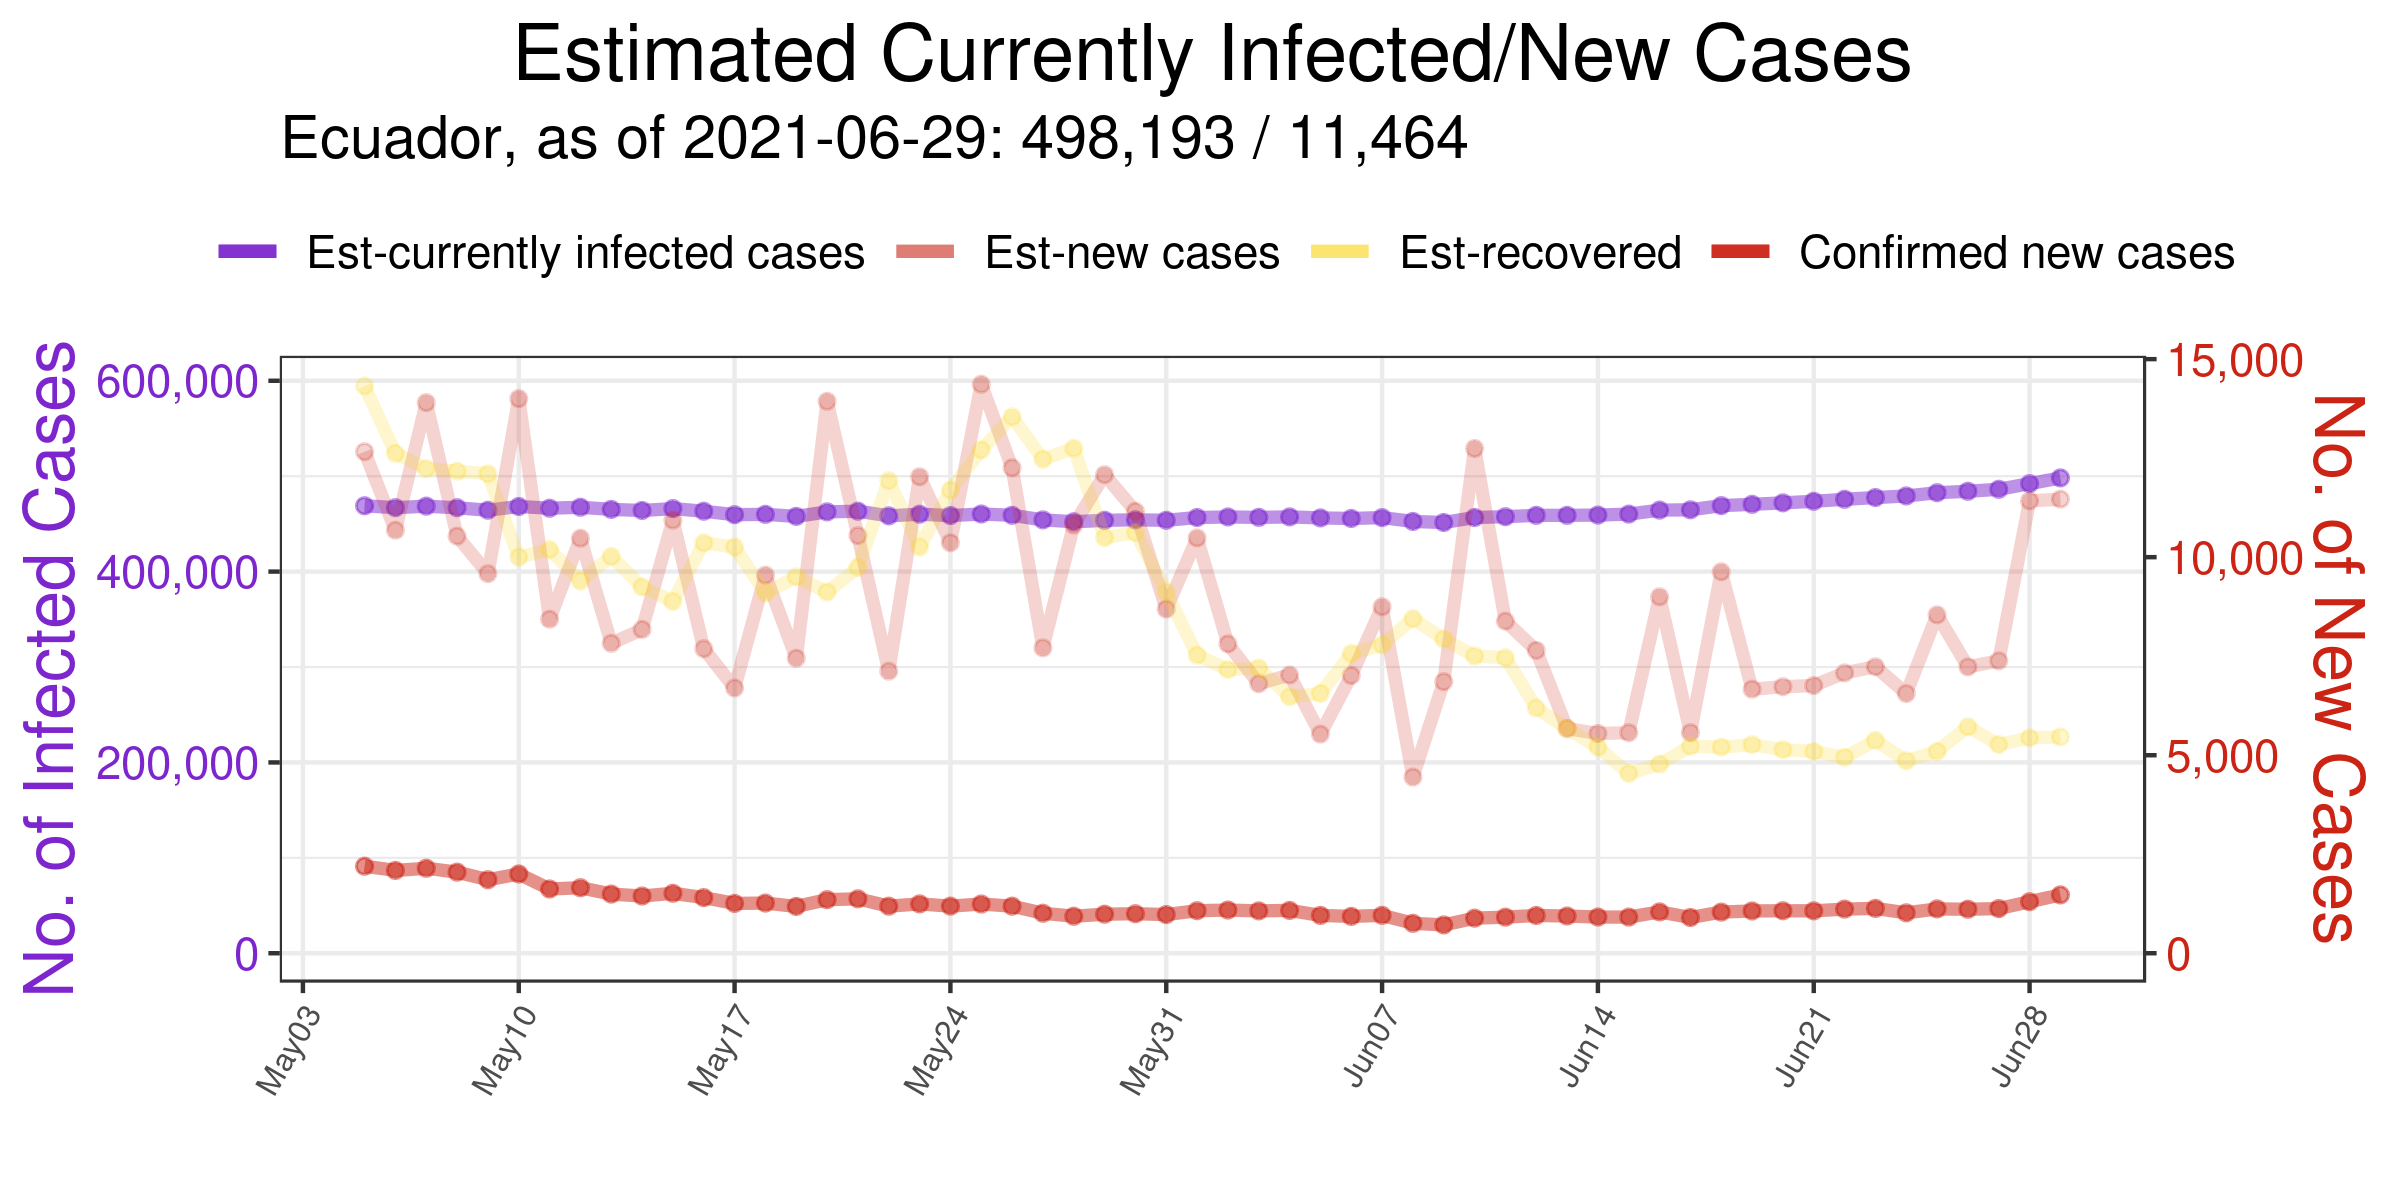 Estimated Currently Infected/New Cases
Ecuador, as of 2021-06-29: 498,193 / 11,464
Est-currently infected cases Est-new cases Est-recovered Confirmed new cases
No. of Infected Cases
600,000
400,000
200,000
0
15,000
10,000
5,000
0
No. of New Cases
May03 May10 May17 May24 May31 Jun07 Jun14 Jun21 Jun28